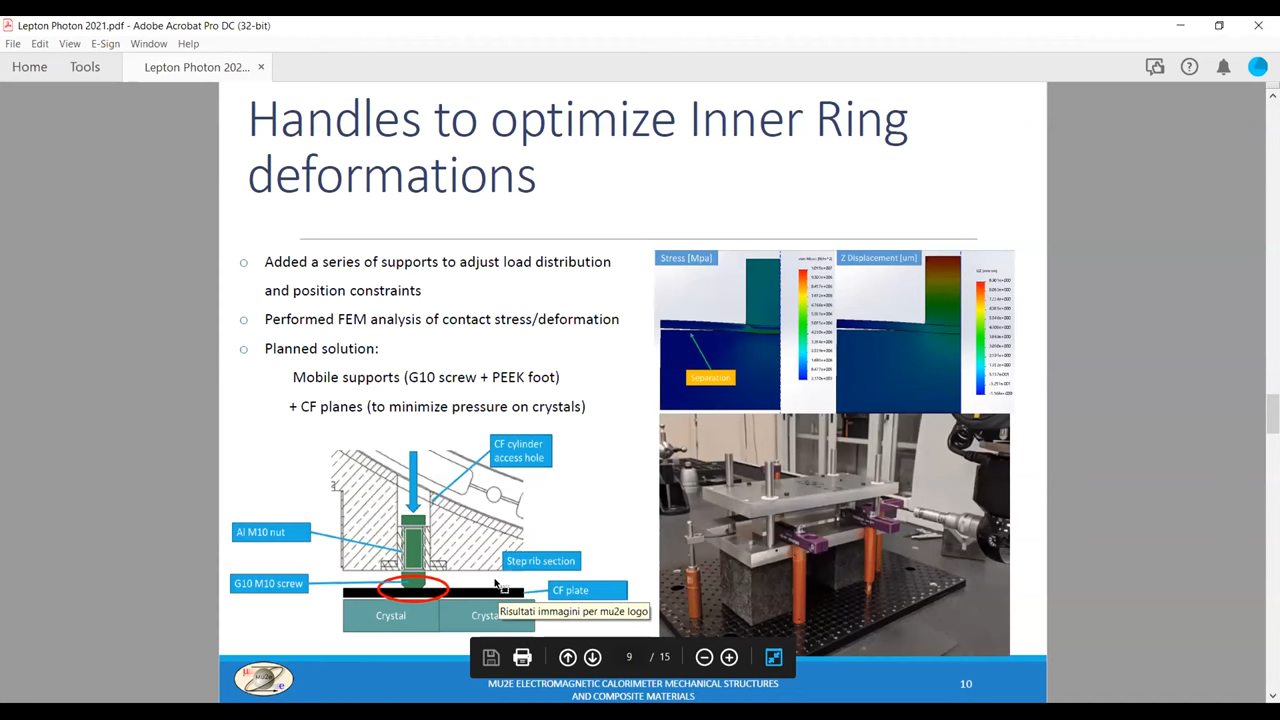 Lepton Photon 2021.pdf - Adobe Acrobat Pro DC (32-bit)
File Edit View E-Sign Window Help
Home Tools Lepton Photon 202... ×
Handles to optimize Inner Ring
deformations
Added a series of supports to adjust load distribution
and position constraints
Performed FEM analysis of contact stress/deformation
Planned solution:
Mobile supports (G10 screw + PEEK foot)
+ CF planes (to minimize pressure on crystals)
Stress [Mpa]
Z Displacement [um]
Separation
CF cylinder
access hole
Al M10 nut
Step rib section
G10 M10 screw
CF plate
Crystal
Crysta
Risultati immagini per mu2e logo
9 / 15
Mu2e
MU2E ELECTROMAGNETIC CALORIMETER MECHANICAL STRUCTURES
AND COMPOSITE MATERIALS
10